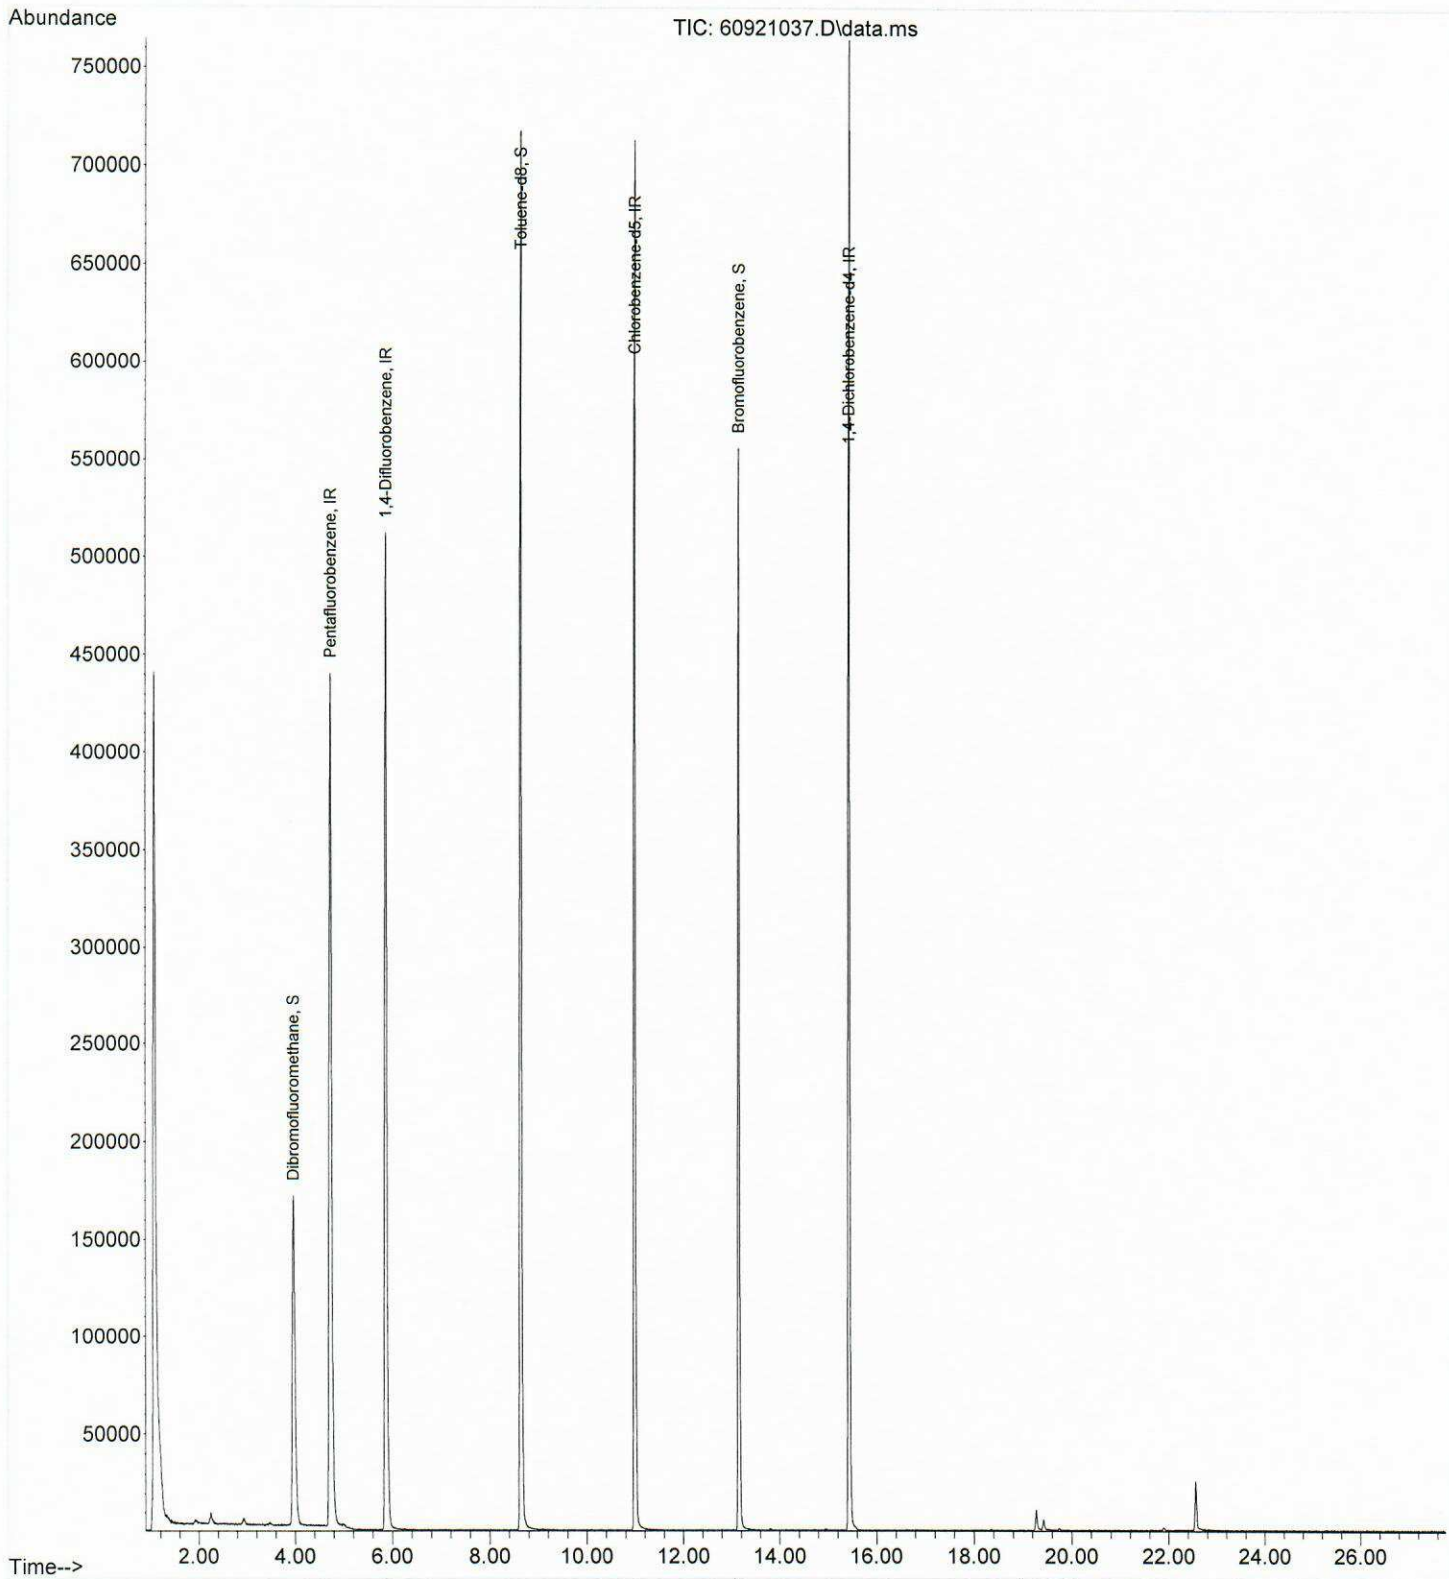 Abundance
TIC: 60921037.D\data.ms
750000
700000
650000
600000
550000
500000
450000
400000
350000
300000
250000
200000
150000
100000
50000
Dibromofluoromethane, S
Pentafluorobenzene, IR
1,4-Difluorobenzene, IR
Toluene-d8, S
Chlorobenzene-d5, IR
Bromofluorobenzene, S
1,4-Dichlorobenzene-d4, IR
2.00 4.00 6.00 8.00 10.00 12.00 14.00 16.00 18.00 20.00 22.00 24.00 26.00
Time-->